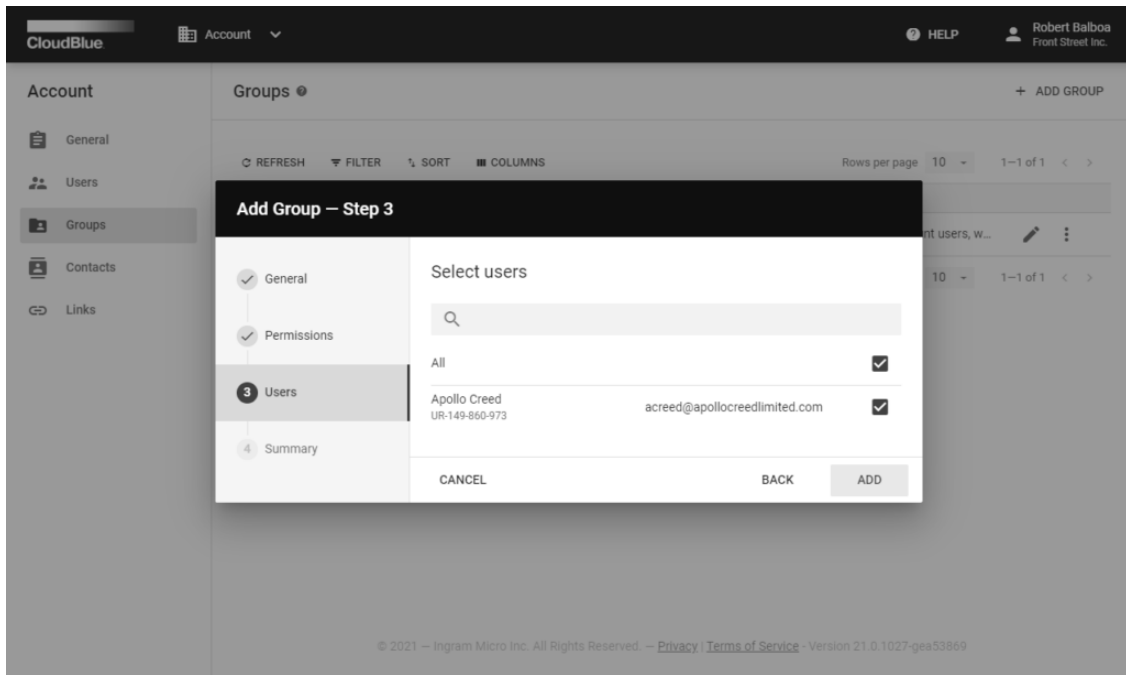 CloudBlue
Account
HELP
Robert Balboa
Front Street Inc.
Account
General
Users
Groups
Contacts
Links
Groups
+ ADD GROUP
REFRESH FILTER SORT COLUMNS
Rows per page 10 1–1 of 1 < >
nt users, w...
10 1–1 of 1 < >
Add Group — Step 3
General
Permissions
3 Users
4 Summary
Select users
All
Apollo Creed
UR-149-860-973
acreed@apollocreedlimited.com
CANCEL BACK ADD
© 2021 — Ingram Micro Inc. All Rights Reserved. — Privacy | Terms of Service - Version 21.0.1027-gea53869